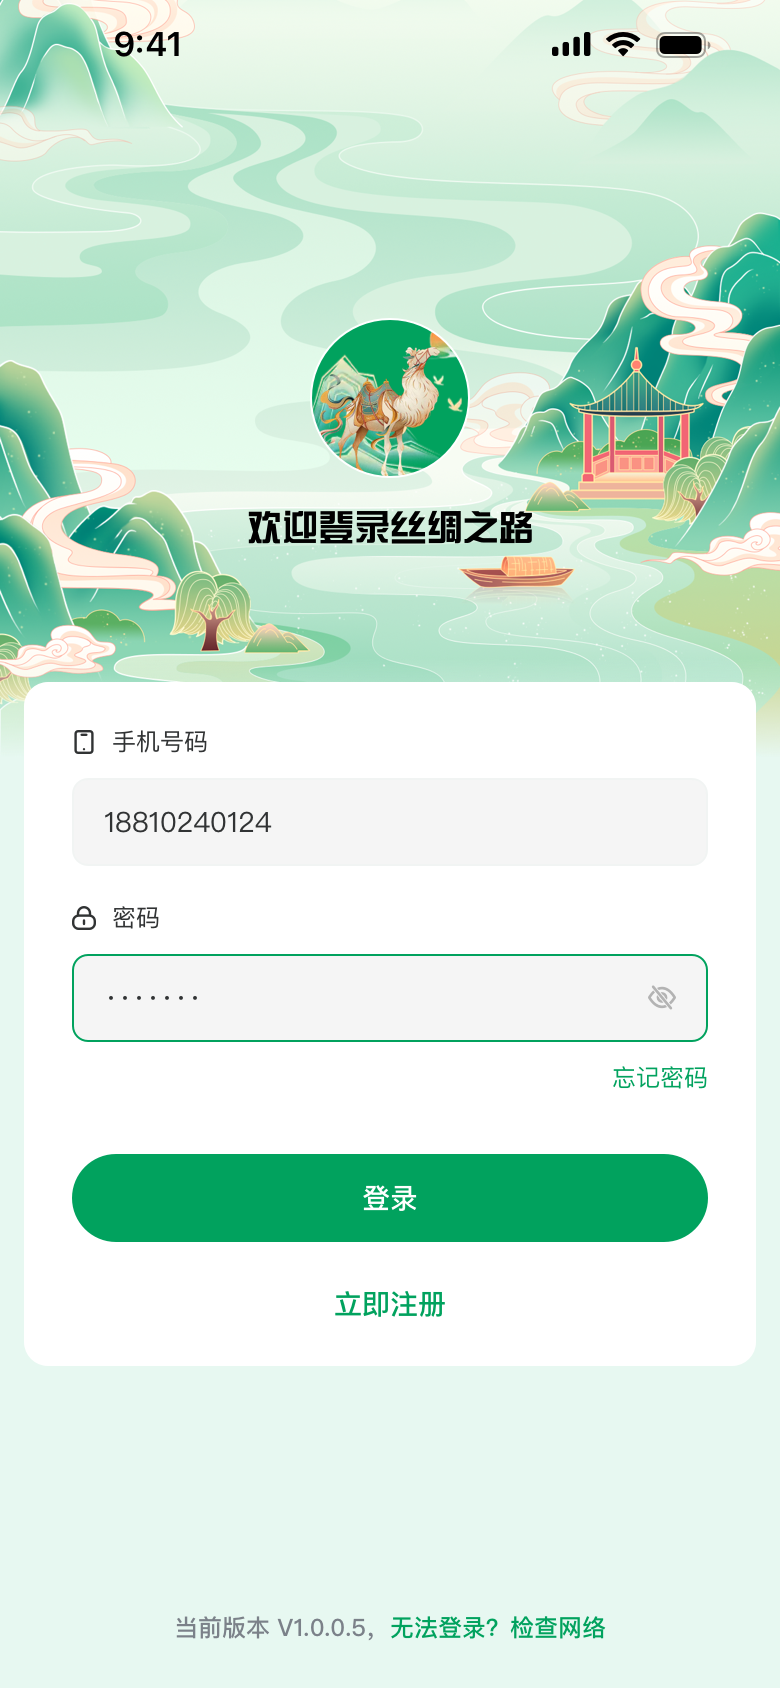 9:41
欢迎登录丝绸之路
手机号码
18810240124
密码
·······
忘记密码
登录
立即注册
当前版本 V1.0.0.5，无法登录？检查网络